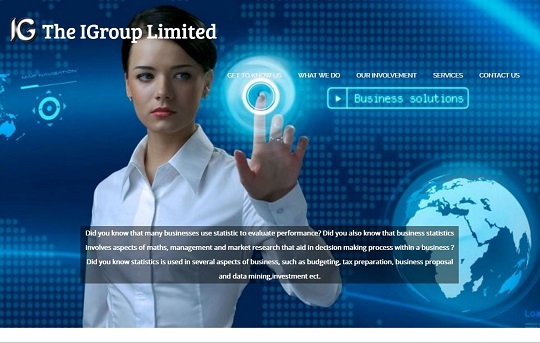 IG The IGroup Limited
GET TO KNOW US WHAT WE DO OUR INVOLVEMENT SERVICES CONTACT US
Business solutions
Did you know that many businesses use statistic to evaluate performance? Did you also know that business statistics
involves aspects of maths, management and market research that aid in decision making process within a business ?
Did you know statistics is used in several aspects of business, such as budgeting, tax preparation, business proposal
and data mining,investment ect.